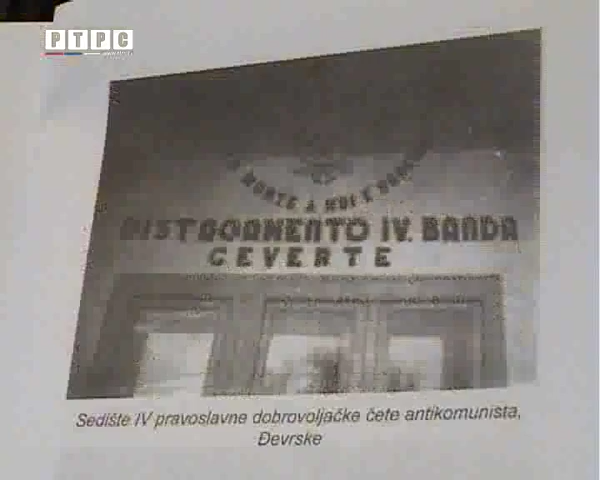 РТРС
MORTE A NOI E
DISTACCAMENTO IV. BANDA
CEVERTE
Sedište IV pravoslavne dobrovoljačke čete antikomunista,
Đevrske